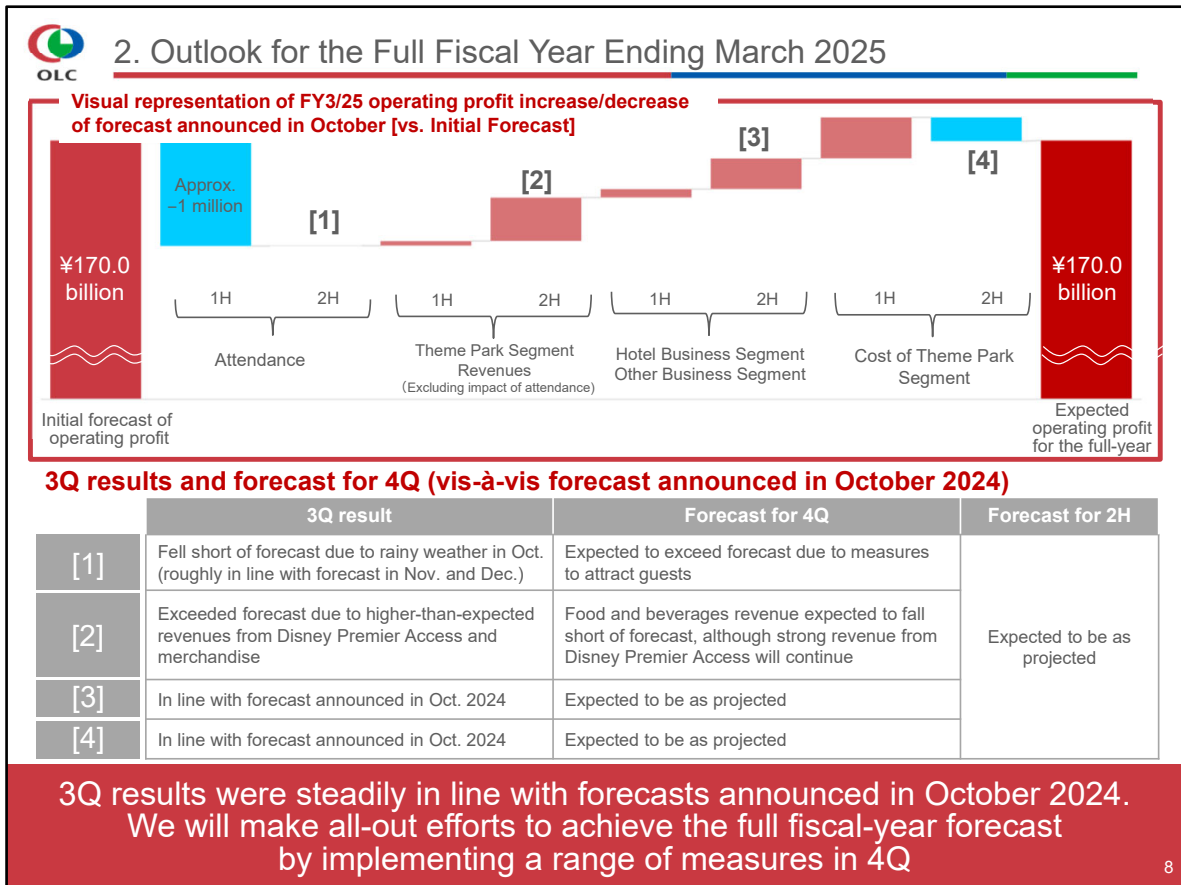 OLC
2. Outlook for the Full Fiscal Year Ending March 2025
Visual representation of FY3/25 operating profit increase/decrease
of forecast announced in October [vs. Initial Forecast]
¥170.0
billion
Approx.
−1 million
[1]
[2]
[3]
[4]
¥170.0
billion
1H
2H
1H
2H
1H
2H
1H
2H
Attendance
Theme Park Segment
Revenues
(Excluding impact of attendance)
Hotel Business Segment
Other Business Segment
Cost of Theme Park
Segment
Initial forecast of
operating profit
Expected
operating profit
for the full-year
3Q results and forecast for 4Q (vis-à-vis forecast announced in October 2024)
3Q result
Forecast for 4Q
Forecast for 2H
[1]
Fell short of forecast due to rainy weather in Oct.
(roughly in line with forecast in Nov. and Dec.)
Expected to exceed forecast due to measures
to attract guests
[2]
Exceeded forecast due to higher-than-expected
revenues from Disney Premier Access and
merchandise
Food and beverages revenue expected to fall
short of forecast, although strong revenue from
Disney Premier Access will continue
Expected to be as
projected
[3]
In line with forecast announced in Oct. 2024
Expected to be as projected
[4]
In line with forecast announced in Oct. 2024
Expected to be as projected
3Q results were steadily in line with forecasts announced in October 2024.
We will make all-out efforts to achieve the full fiscal-year forecast
by implementing a range of measures in 4Q
8